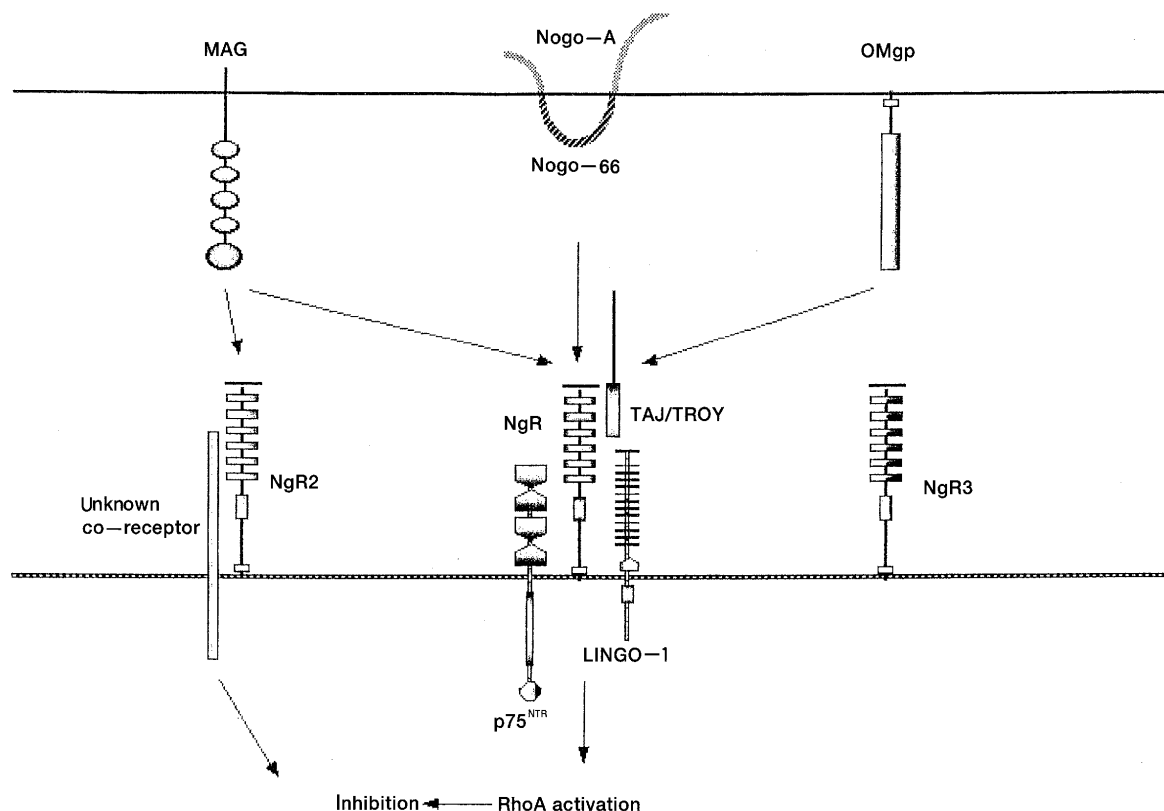 Nogo—A
MAG
OMgp
Nogo—66
TAJ/TROY
NgR
NgR2
NgR3
Unknown
co—receptor
LINGO—1
p75NTR
Inhibition
RhoA activation